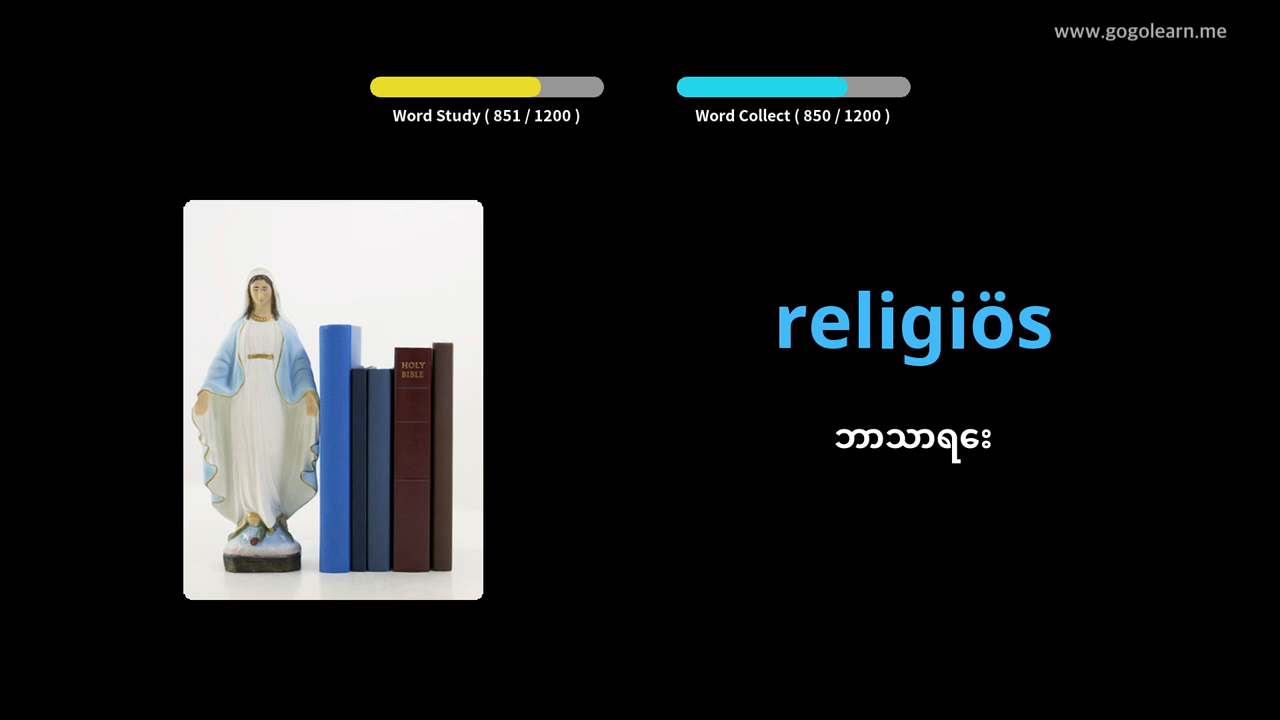 www.gogolearn.me
Word Study ( 851 / 1200 )
Word Collect ( 850 / 1200 )
HOLY
BIBLE
religiös
ဘာသာရေး